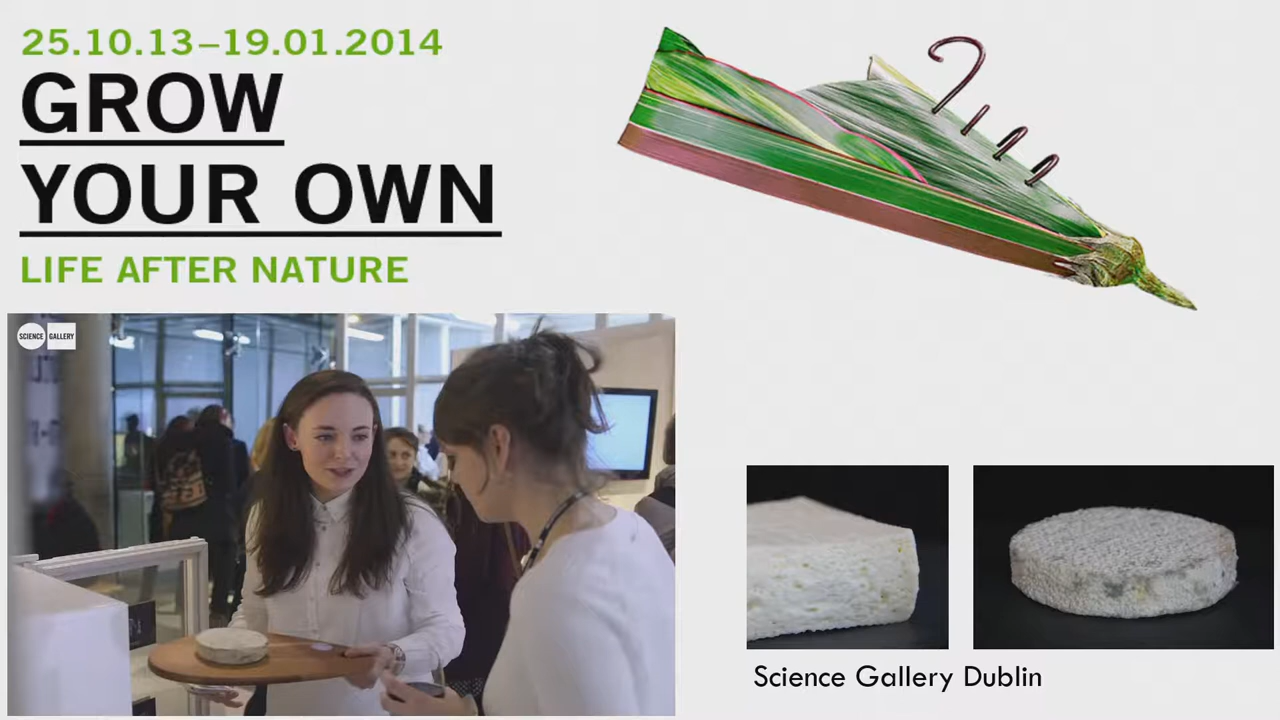 25.10.13–19.01.2014
GROW
YOUR OWN
LIFE AFTER NATURE
SCIENCE GALLERY
Science Gallery Dublin